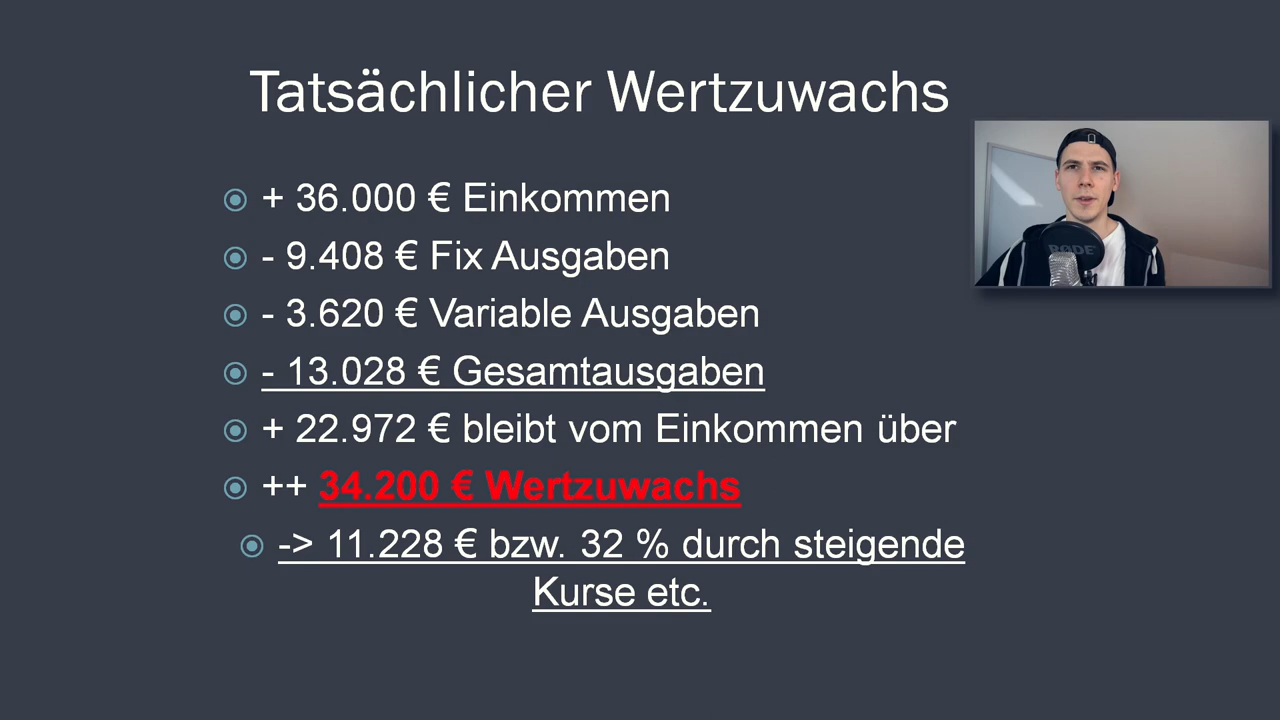 Tatsächlicher Wertzuwachs
+ 36.000 € Einkommen
- 9.408 € Fix Ausgaben
- 3.620 € Variable Ausgaben
- 13.028 € Gesamtausgaben
+ 22.972 € bleibt vom Einkommen über
++ 34.200 € Wertzuwachs
-> 11.228 € bzw. 32 % durch steigende
Kurse etc.
RODE